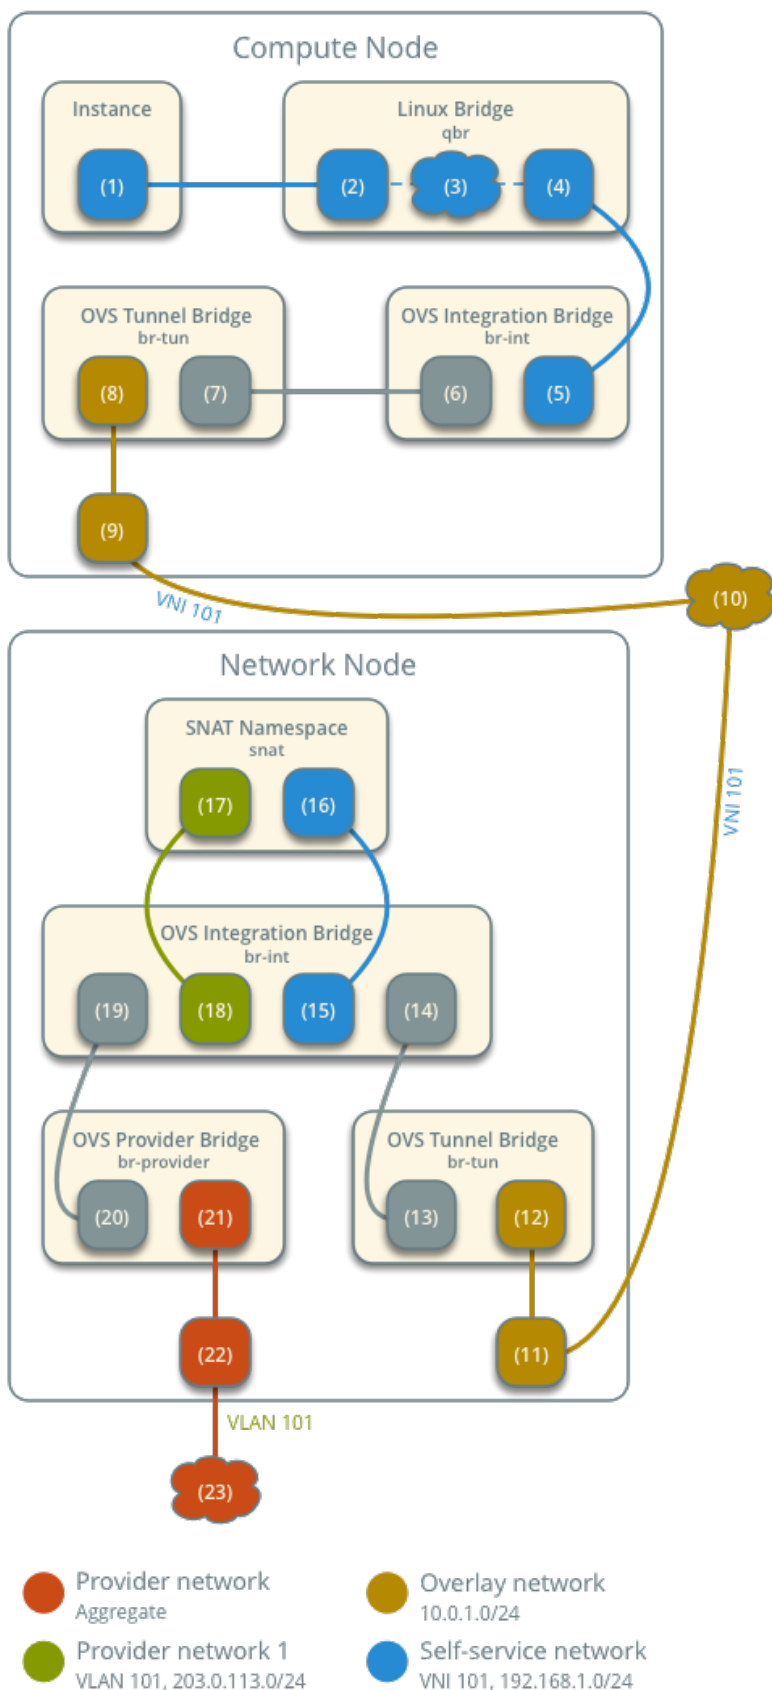 Compute Node
Instance
Linux Bridge
qbr
(1)
(2)
(3)
(4)
OVS Tunnel Bridge
br-tun
OVS Integration Bridge
br-int
(8)
(7)
(6)
(5)
(9)
VNI 101
(10)
Network Node
SNAT Namespace
snat
(17)
(16)
VNI 101
OVS Integration Bridge
br-int
(19)
(18)
(15)
(14)
OVS Provider Bridge
br-provider
OVS Tunnel Bridge
br-tun
(20)
(21)
(13)
(12)
(22)
(11)
VLAN 101
(23)
Provider network
Aggregate
Overlay network
10.0.1.0/24
Provider network 1
VLAN 101, 203.0.113.0/24
Self-service network
VNI 101, 192.168.1.0/24